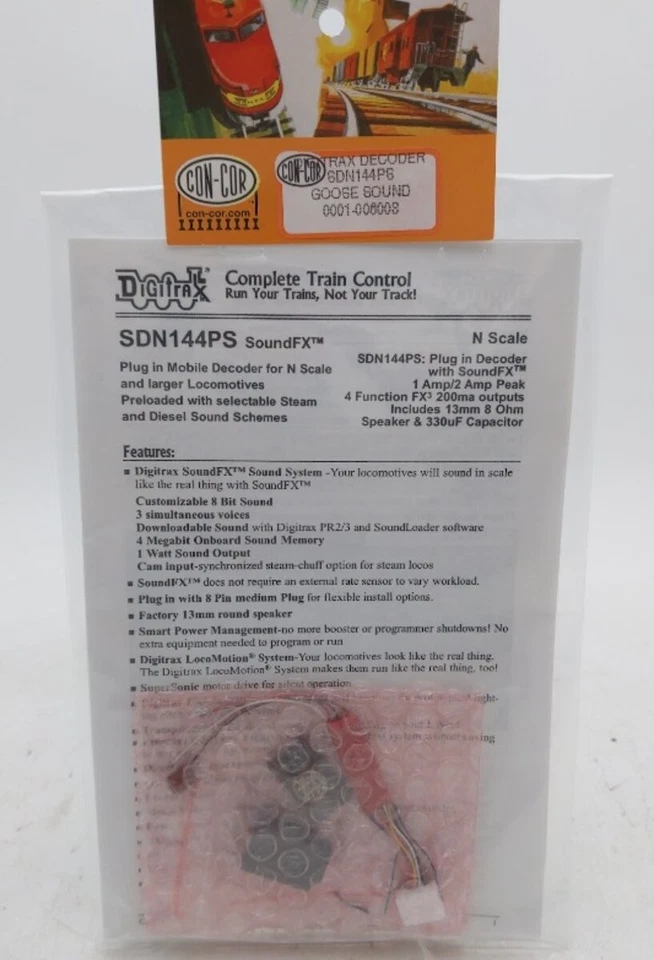 CON-COR
con-cor.com
CON-COR TRAX DECODER
SDN144PS
GOOSE SOUND
0001-006008
DIGITRAX
Complete Train Control
Run Your Trains, Not Your Track!
SDN144PS SoundFX™
N Scale
Plug in Mobile Decoder for N Scale
and larger Locomotives
Preloaded with selectable Steam
and Diesel Sound Schemes
SDN144PS: Plug in Decoder
with SoundFX™
1 Amp/2 Amp Peak
4 Function FX³ 200ma outputs
Includes 13mm 8 Ohm
Speaker & 330uF Capacitor
Features:
Digitrax SoundFX™ Sound System -Your locomotives will sound in scale
like the real thing with SoundFX™
Customizable 8 Bit Sound
3 simultaneous voices
Downloadable Sound with Digitrax PR2/3 and SoundLoader software
4 Megabit Onboard Sound Memory
1 Watt Sound Output
Cam input-synchronized steam-chuff option for steam locos
SoundFX™ does not require an external rate sensor to vary workload.
Plug in with 8 Pin medium Plug for flexible install options.
Factory 13mm round speaker
Smart Power Management-no more booster or programmer shutdowns! No
extra equipment needed to program or run
Digitrax LocoMotion® System-Your locomotives look like the real thing.
The Digitrax LocoMotion® System makes them run like the real thing, too!
SuperSonic motor drive for silent operation